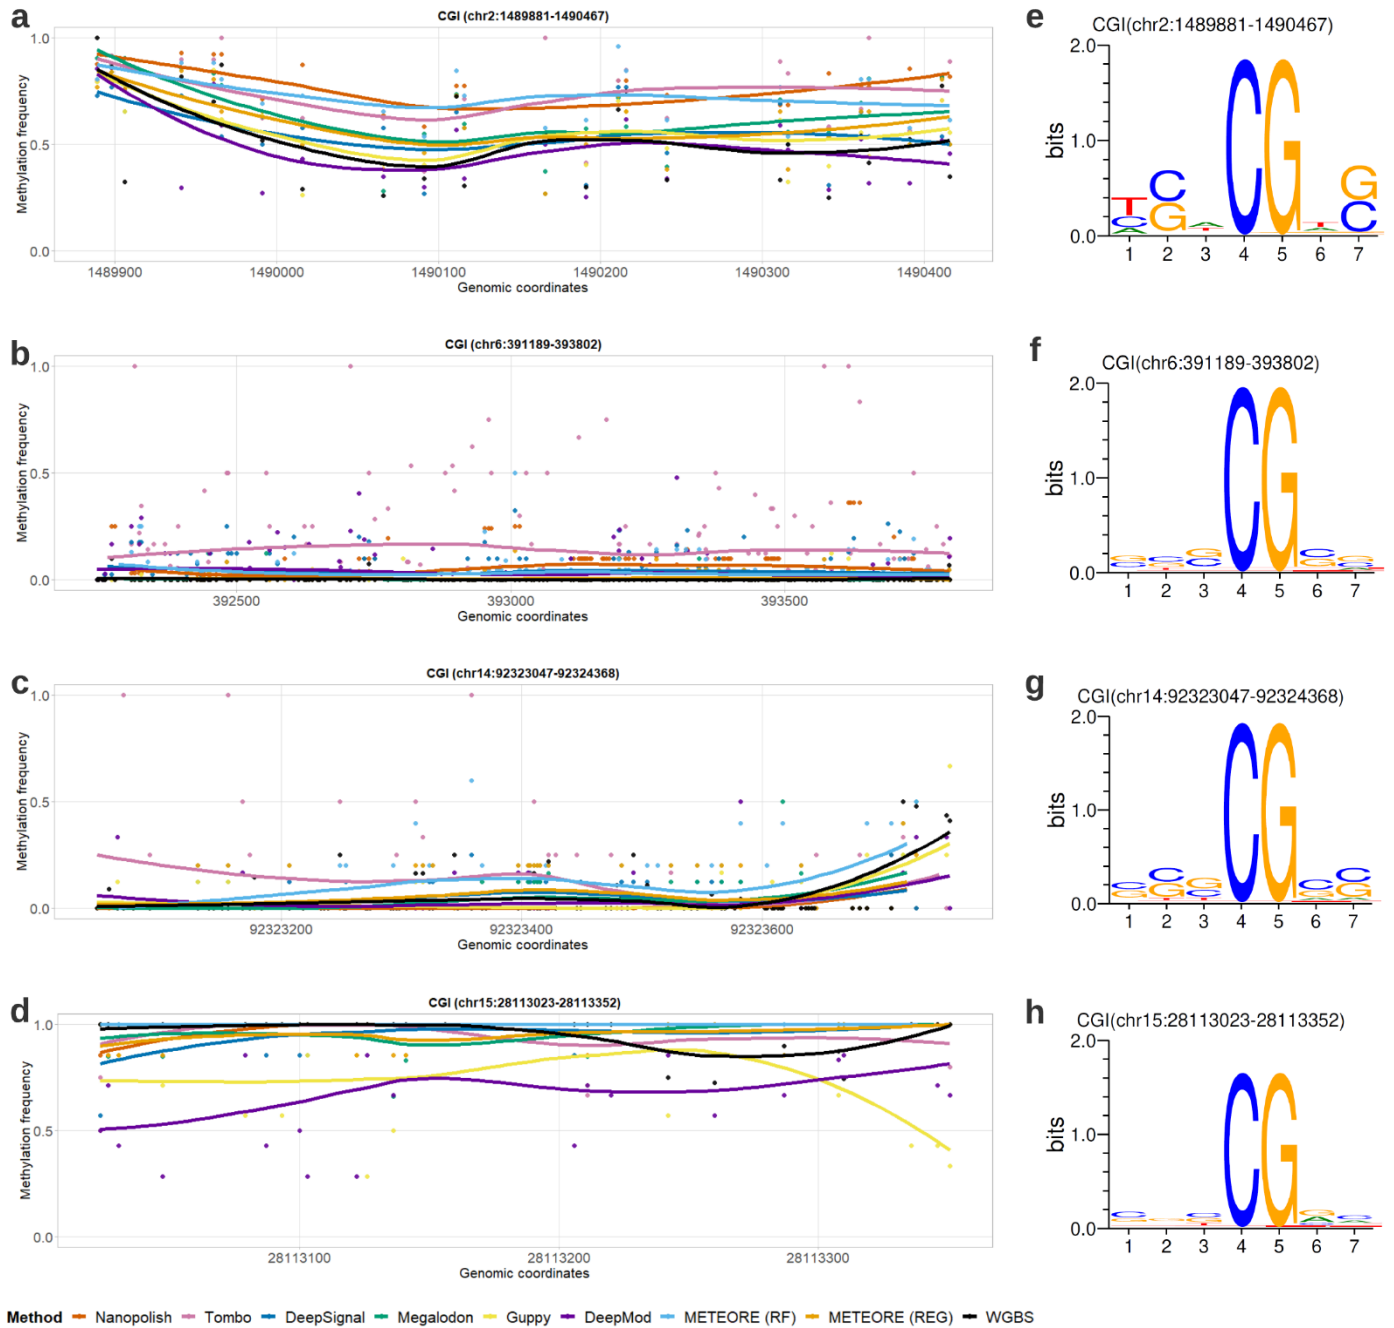 a
CGI (chr2:1489881-1490467)
Methylation frequency
1.0
0.5
0.0
1489900 1490000 1490100 1490200 1490300 1490400
Genomic coordinates
e
CGI(chr2:1489881-1490467)
bits
2.0
1.0
0.0
T C A C G A T C G T A G C
1 2 3 4 5 6 7
b
CGI (chr6:391189-393802)
Methylation frequency
1.0
0.5
0.0
392500 393000 393500
Genomic coordinates
f
CGI(chr6:391189-393802)
bits
2.0
1.0
0.0
G C C G G C C G C G G C
1 2 3 4 5 6 7
c
CGI (chr14:92323047-92324368)
Methylation frequency
1.0
0.5
0.0
92323200 92323400 92323600
Genomic coordinates
g
CGI(chr14:92323047-92324368)
bits
2.0
1.0
0.0
C G C G G C C G C G C G
1 2 3 4 5 6 7
d
CGI (chr15:28113023-28113352)
Methylation frequency
1.0
0.5
0.0
28113100 28113200 28113300
Genomic coordinates
h
CGI(chr15:28113023-28113352)
bits
2.0
1.0
0.0
C G G C G C G G A C
1 2 3 4 5 6 7
Method Nanopolish Tombo DeepSignal Megalodon Guppy DeepMod METEORE (RF) METEORE (REG) WGBS